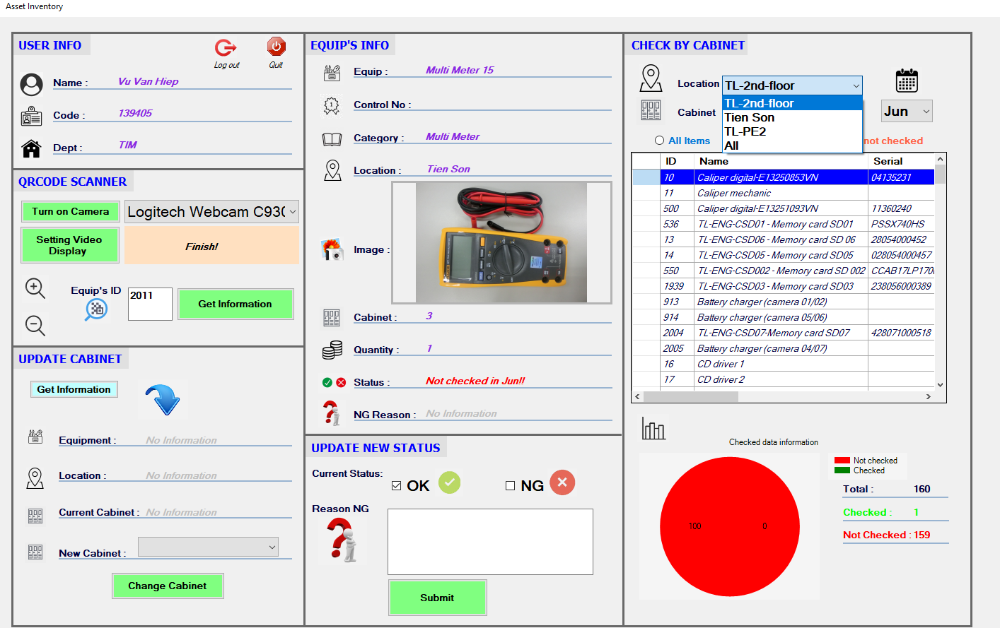 Asset Inventory
USER INFO
Log out
Quit
Name :
Vu Van Hiep
Code :
139405
Dept :
TIM
QRCODE SCANNER
Turn on Camera
Logitech Webcam C930
Setting Video
Display
Finish!
Equip's ID
2011
Get Information
UPDATE CABINET
Get Information
Equipment :
No Information
Location :
No Information
Current Cabinet :
No Information
New Cabinet :
Change Cabinet
EQUIP'S INFO
Equip :
Multi Meter 15
Control No :
Category :
Multi Meter
Location :
Tien Son
Image :
Cabinet :
3
Quantity :
1
Status :
Not checked in Jun!!
NG Reason :
No Information
UPDATE NEW STATUS
Current Status:
OK
NG
Reason NG
Submit
CHECK BY CABINET
Location
TL-2nd-floor
TL-2nd-floor
Tien Son
TL-PE2
All
Cabinet
Jun
All Items
not checked
ID Name Serial
10 Caliper digital-E13250853VN 04135231
11 Caliper mechanic
500 Caliper digital-E13251093VN 11360240
536 TL-ENG-CSD01 - Memory card SD01 PSSX740HS
13 TL-ENG-CSD06 - Memory card SD 06 28054000452
14 TL-ENG-CSD05 - Memory card SD05 028054000457
550 TL-ENG-CSD002 - Memory card SD 002 CCAB17LP170
1939 TL-ENG-CSD03 - Memory card SD03 238056000389
913 Battery charger (camera 01/02)
914 Battery charger (camera 05/06)
2004 TL-ENG-CSD07-Memory card SD07 428071000518
2005 Battery charger (camera 04/07)
16 CD driver 1
17 CD driver 2
Checked data information
Not checked
Checked
100
0
Total : 160
Checked : 1
Not Checked : 159